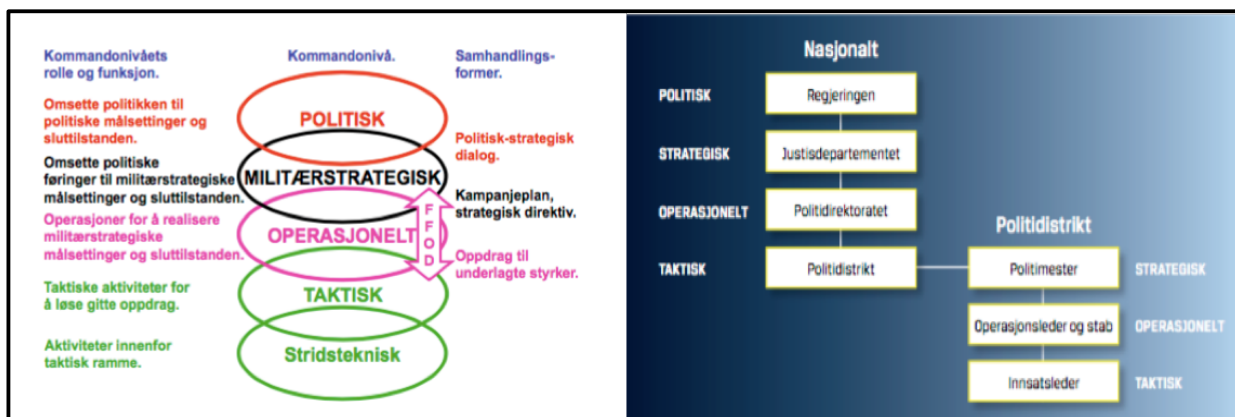 Kommandonivåets
rolle og funksjon.
Kommandonivå.
Samhandlings-
former.
Omsette politikken til
politiske målsettinger og
sluttilstanden.
POLITISK
Politisk-strategisk
dialog.
Omsette politiske
føringer til militærstrategiske
målsettinger og sluttilstanden.
MILITÆRSTRATEGISK
Kampanjeplan,
strategisk direktiv.
Operasjoner for å realisere
militærstrategiske
målsettinger og sluttilstanden.
OPERASJONELT
FFOD
Oppdrag til
underlagte styrker.
Taktiske aktiviteter for
å løse gitte oppdrag.
TAKTISK
Aktiviteter innenfor
taktisk ramme.
Stridsteknisk
Nasjonalt
POLITISK
Regjeringen
STRATEGISK
Justisdepartementet
OPERASJONELT
Politidirektoratet
TAKTISK
Politidistrikt
Politidistrikt
Politimester
STRATEGISK
Operasjonsleder og stab
OPERASJONELT
Innsatsleder
TAKTISK